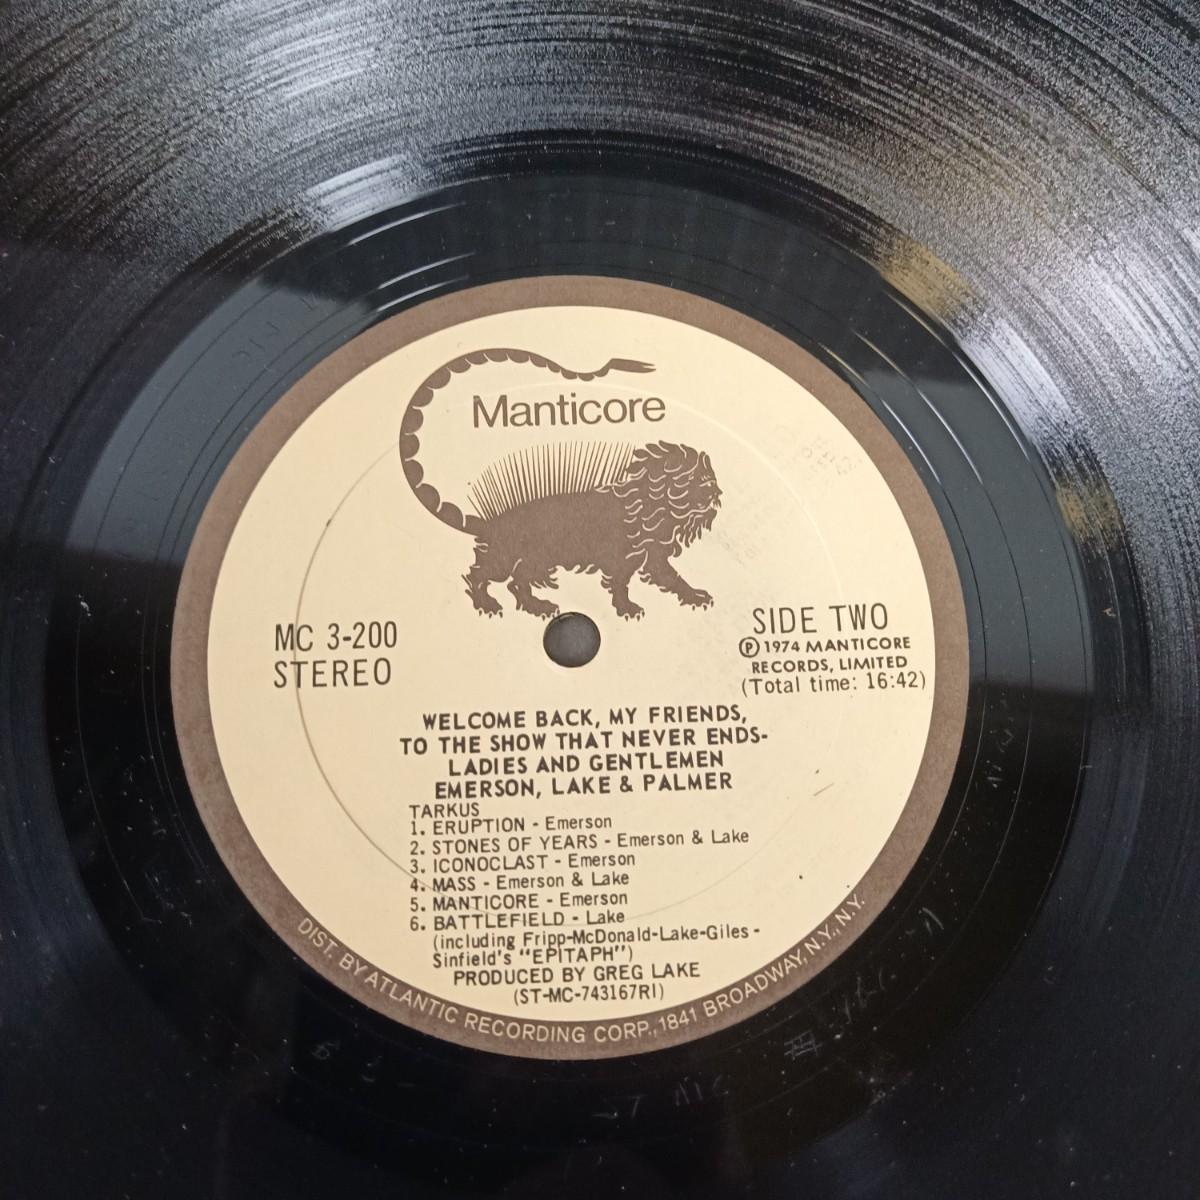 Manticore
MC 3-200
STEREO
SIDE TWO
Ⓟ 1974 MANTICORE
RECORDS, LIMITED
(Total time: 16:42)
WELCOME BACK, MY FRIENDS,
TO THE SHOW THAT NEVER ENDS-
LADIES AND GENTLEMEN
EMERSON, LAKE & PALMER
TARKUS
1. ERUPTION - Emerson
2. STONES OF YEARS - Emerson & Lake
3. ICONOCLAST - Emerson
4. MASS - Emerson & Lake
5. MANTICORE - Emerson
6. BATTLEFIELD - Lake
(including Fripp-McDonald-Lake-Giles-
Sinfield's "EPITAPH")
PRODUCED BY GREG LAKE
(ST-MC-743167RI)
DIST. BY ATLANTIC RECORDING CORP., 1841 BROADWAY, N.Y., N.Y.